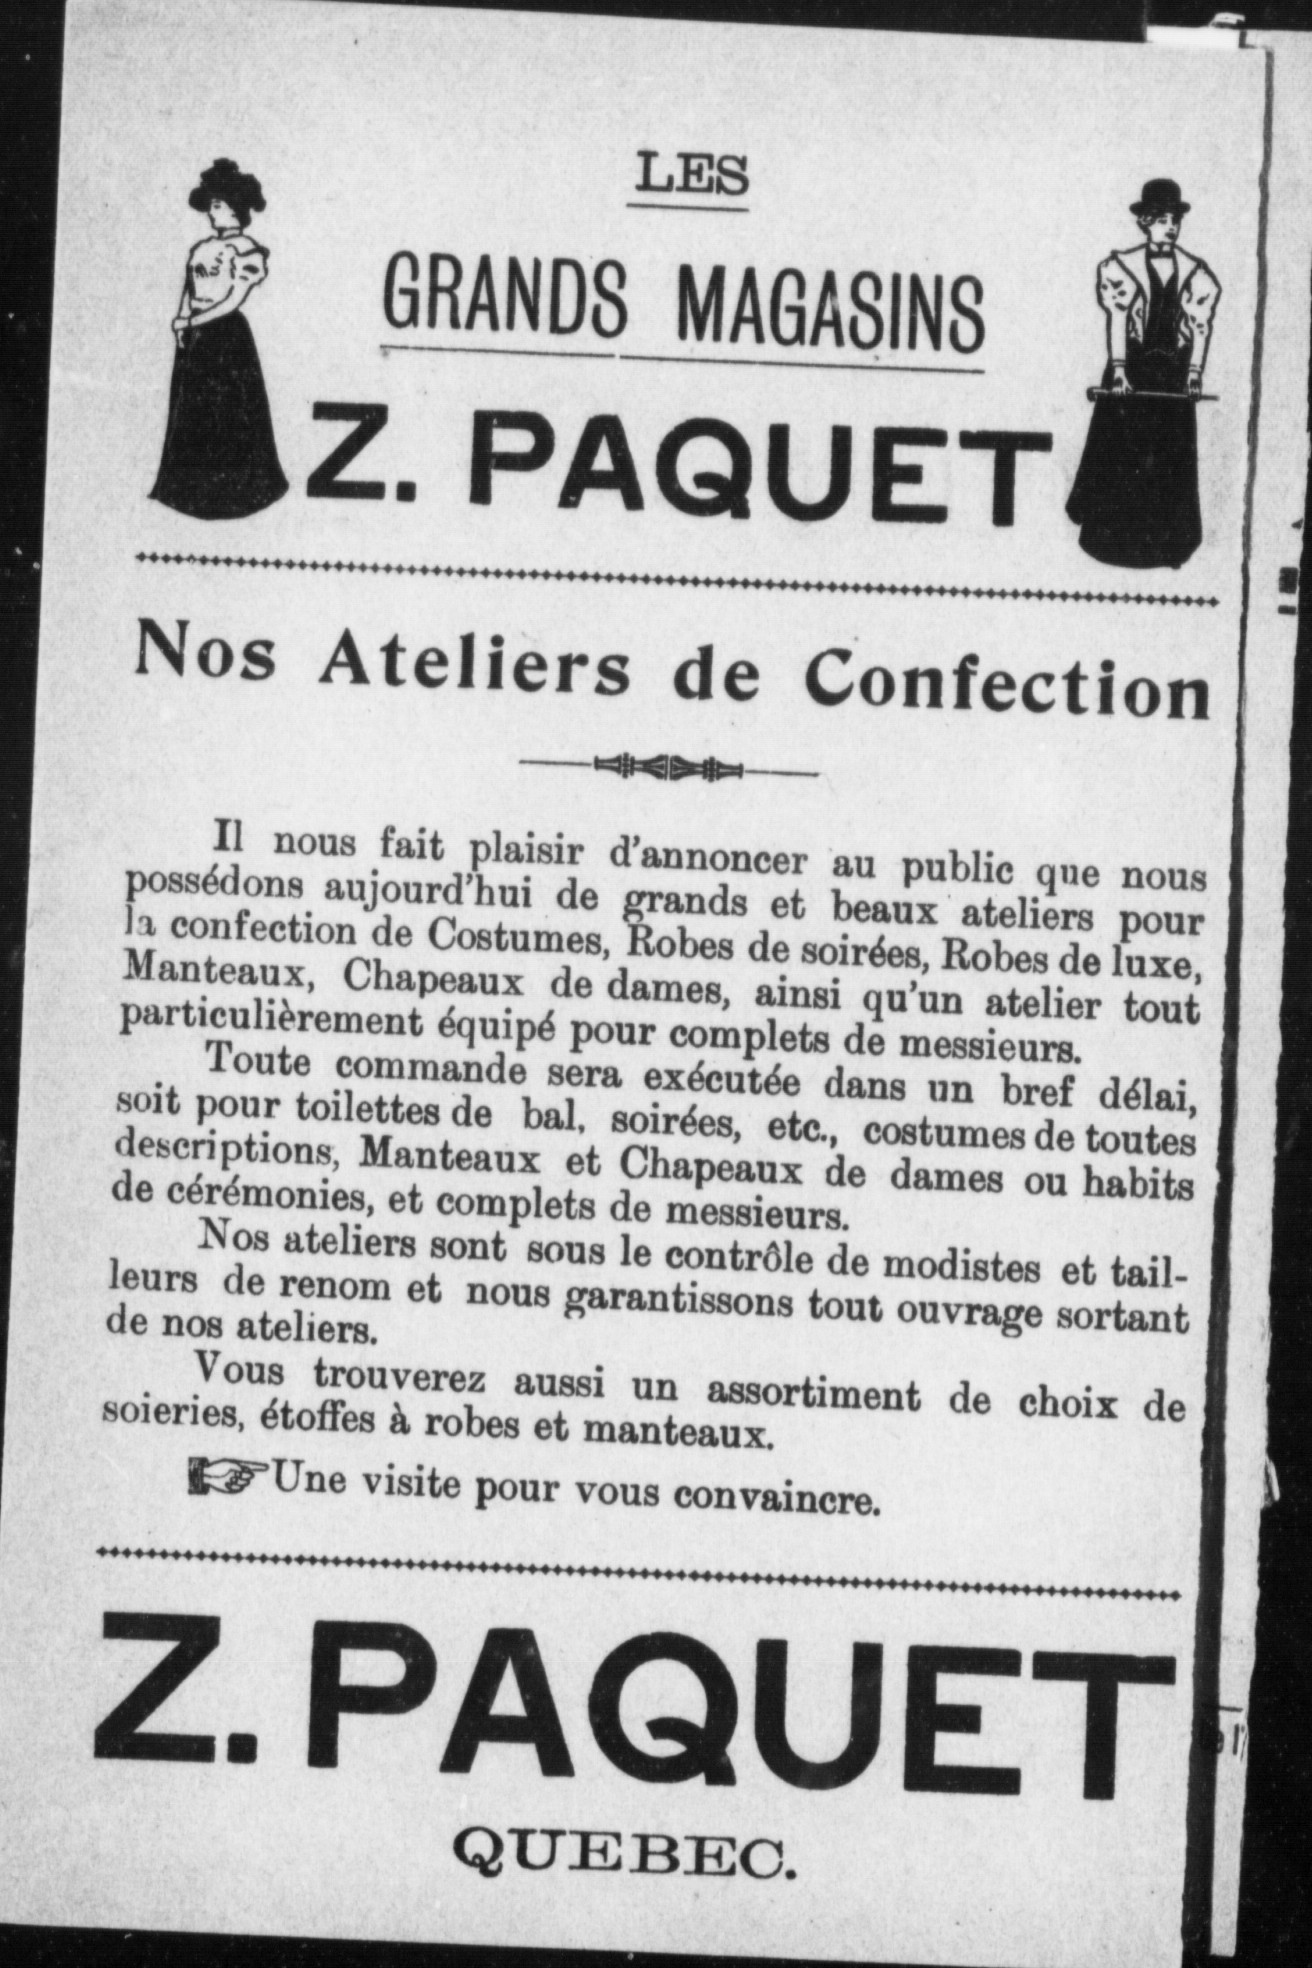 LES
GRANDS MAGASINS
Z. PAQUET
Nos Ateliers de Confection
Il nous fait plaisir d'annoncer au public que nous
possédons aujourd'hui de grands et beaux ateliers pour
la confection de Costumes, Robes de soirées, Robes de luxe,
Manteaux, Chapeaux de dames, ainsi qu'un atelier tout
particulièrement équipé pour complets de messieurs.
Toute commande sera exécutée dans un bref délai,
soit pour toilettes de bal, soirées, etc., costumes de toutes
descriptions, Manteaux et Chapeaux de dames ou habits
de cérémonies, et complets de messieurs.
Nos ateliers sont sous le contrôle de modistes et tail-
leurs de renom et nous garantissons tout ouvrage sortant
de nos ateliers.
Vous trouverez aussi un assortiment de choix de
soieries, étoffes à robes et manteaux.
☞ Une visite pour vous convaincre.
Z. PAQUET
QUEBEC.